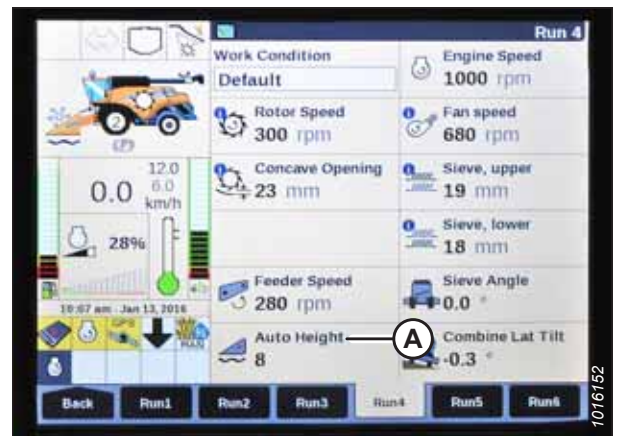 Run 4
Work Condition
Default
Engine Speed
1000 rpm
Rotor Speed
300 rpm
Fan speed
680 rpm
Concave Opening
23 mm
Sieve, upper
19 mm
Sieve, lower
18 mm
Feeder Speed
280 rpm
Sieve Angle
0.0 °
Auto Height
8
A
Combine Lat Tilt
-0.3 °
2
(P)
0.0
12.0
6.0
km/h
28%
10:07 am Jan 13, 2016
GPS
MAN
Back
Run1
Run2
Run3
Run4
Run5
Run6
1016152